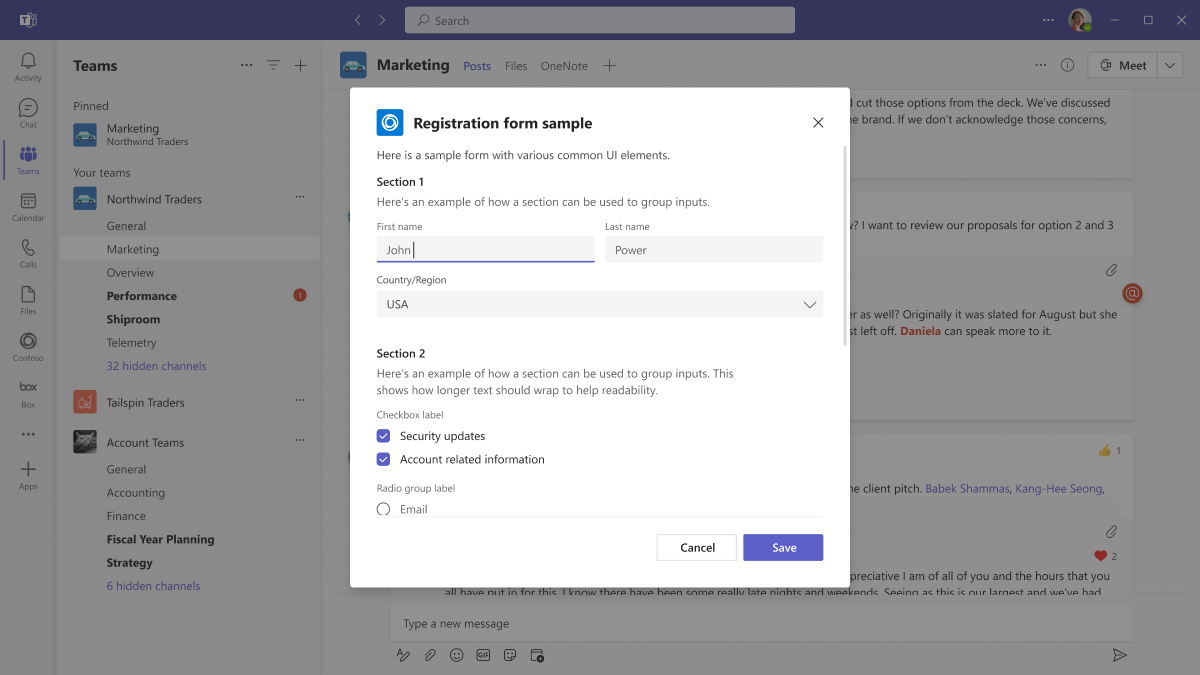 Search
Activity
Chat
Teams
Calendar
Calls
Files
Contoso
box
Box
Apps
Teams
Pinned
Marketing
Northwind Traders
Your teams
Northwind Traders
General
Marketing
Overview
Performance
1
Shiproom
Telemetry
32 hidden channels
Tailspin Traders
Account Teams
General
Accounting
Finance
Fiscal Year Planning
Strategy
6 hidden channels
Marketing
Posts
Files
OneNote
Meet
cut those options from the deck. We've discussed
brand. If we don't acknowledge those concerns,
I want to review our proposals for option 2 and 3
@
as well? Originally it was slated for August but she
left off. Daniela can speak more to it.
1
client pitch. Babek Shammas, Kang-Hee Seong,
2
I am of all of you and the hours that you
all have put in for this. I know there have been some really late nights and weekends. Seeing as this is our largest and we've had
Type a new message
GIF
Registration form sample
Here is a sample form with various common UI elements.
Section 1
Here's an example of how a section can be used to group inputs.
First name
Last name
John
Power
Country/Region
USA
Section 2
Here's an example of how a section can be used to group inputs. This
shows how longer text should wrap to help readability.
Checkbox label
Security updates
Account related information
Radio group label
Email
Cancel
Save